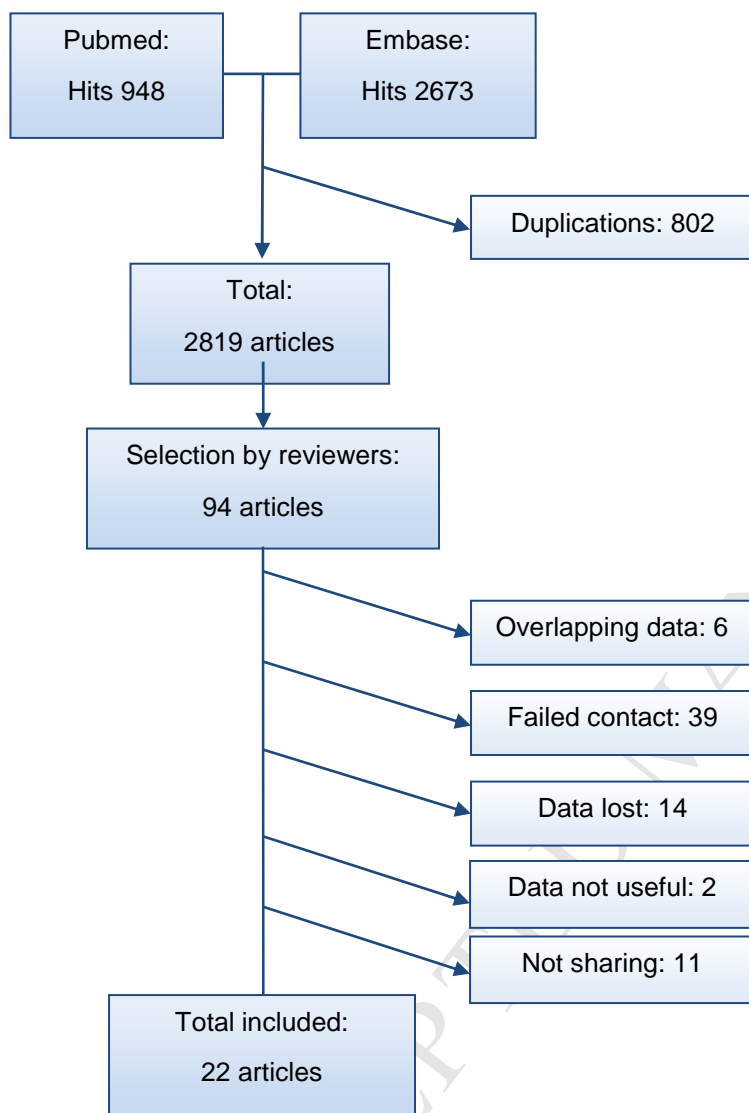 Pubmed:
Hits 948
Embase:
Hits 2673
Duplications: 802
Total:
2819 articles
Selection by reviewers:
94 articles
Overlapping data: 6
Failed contact: 39
Data lost: 14
Data not useful: 2
Not sharing: 11
Total included:
22 articles